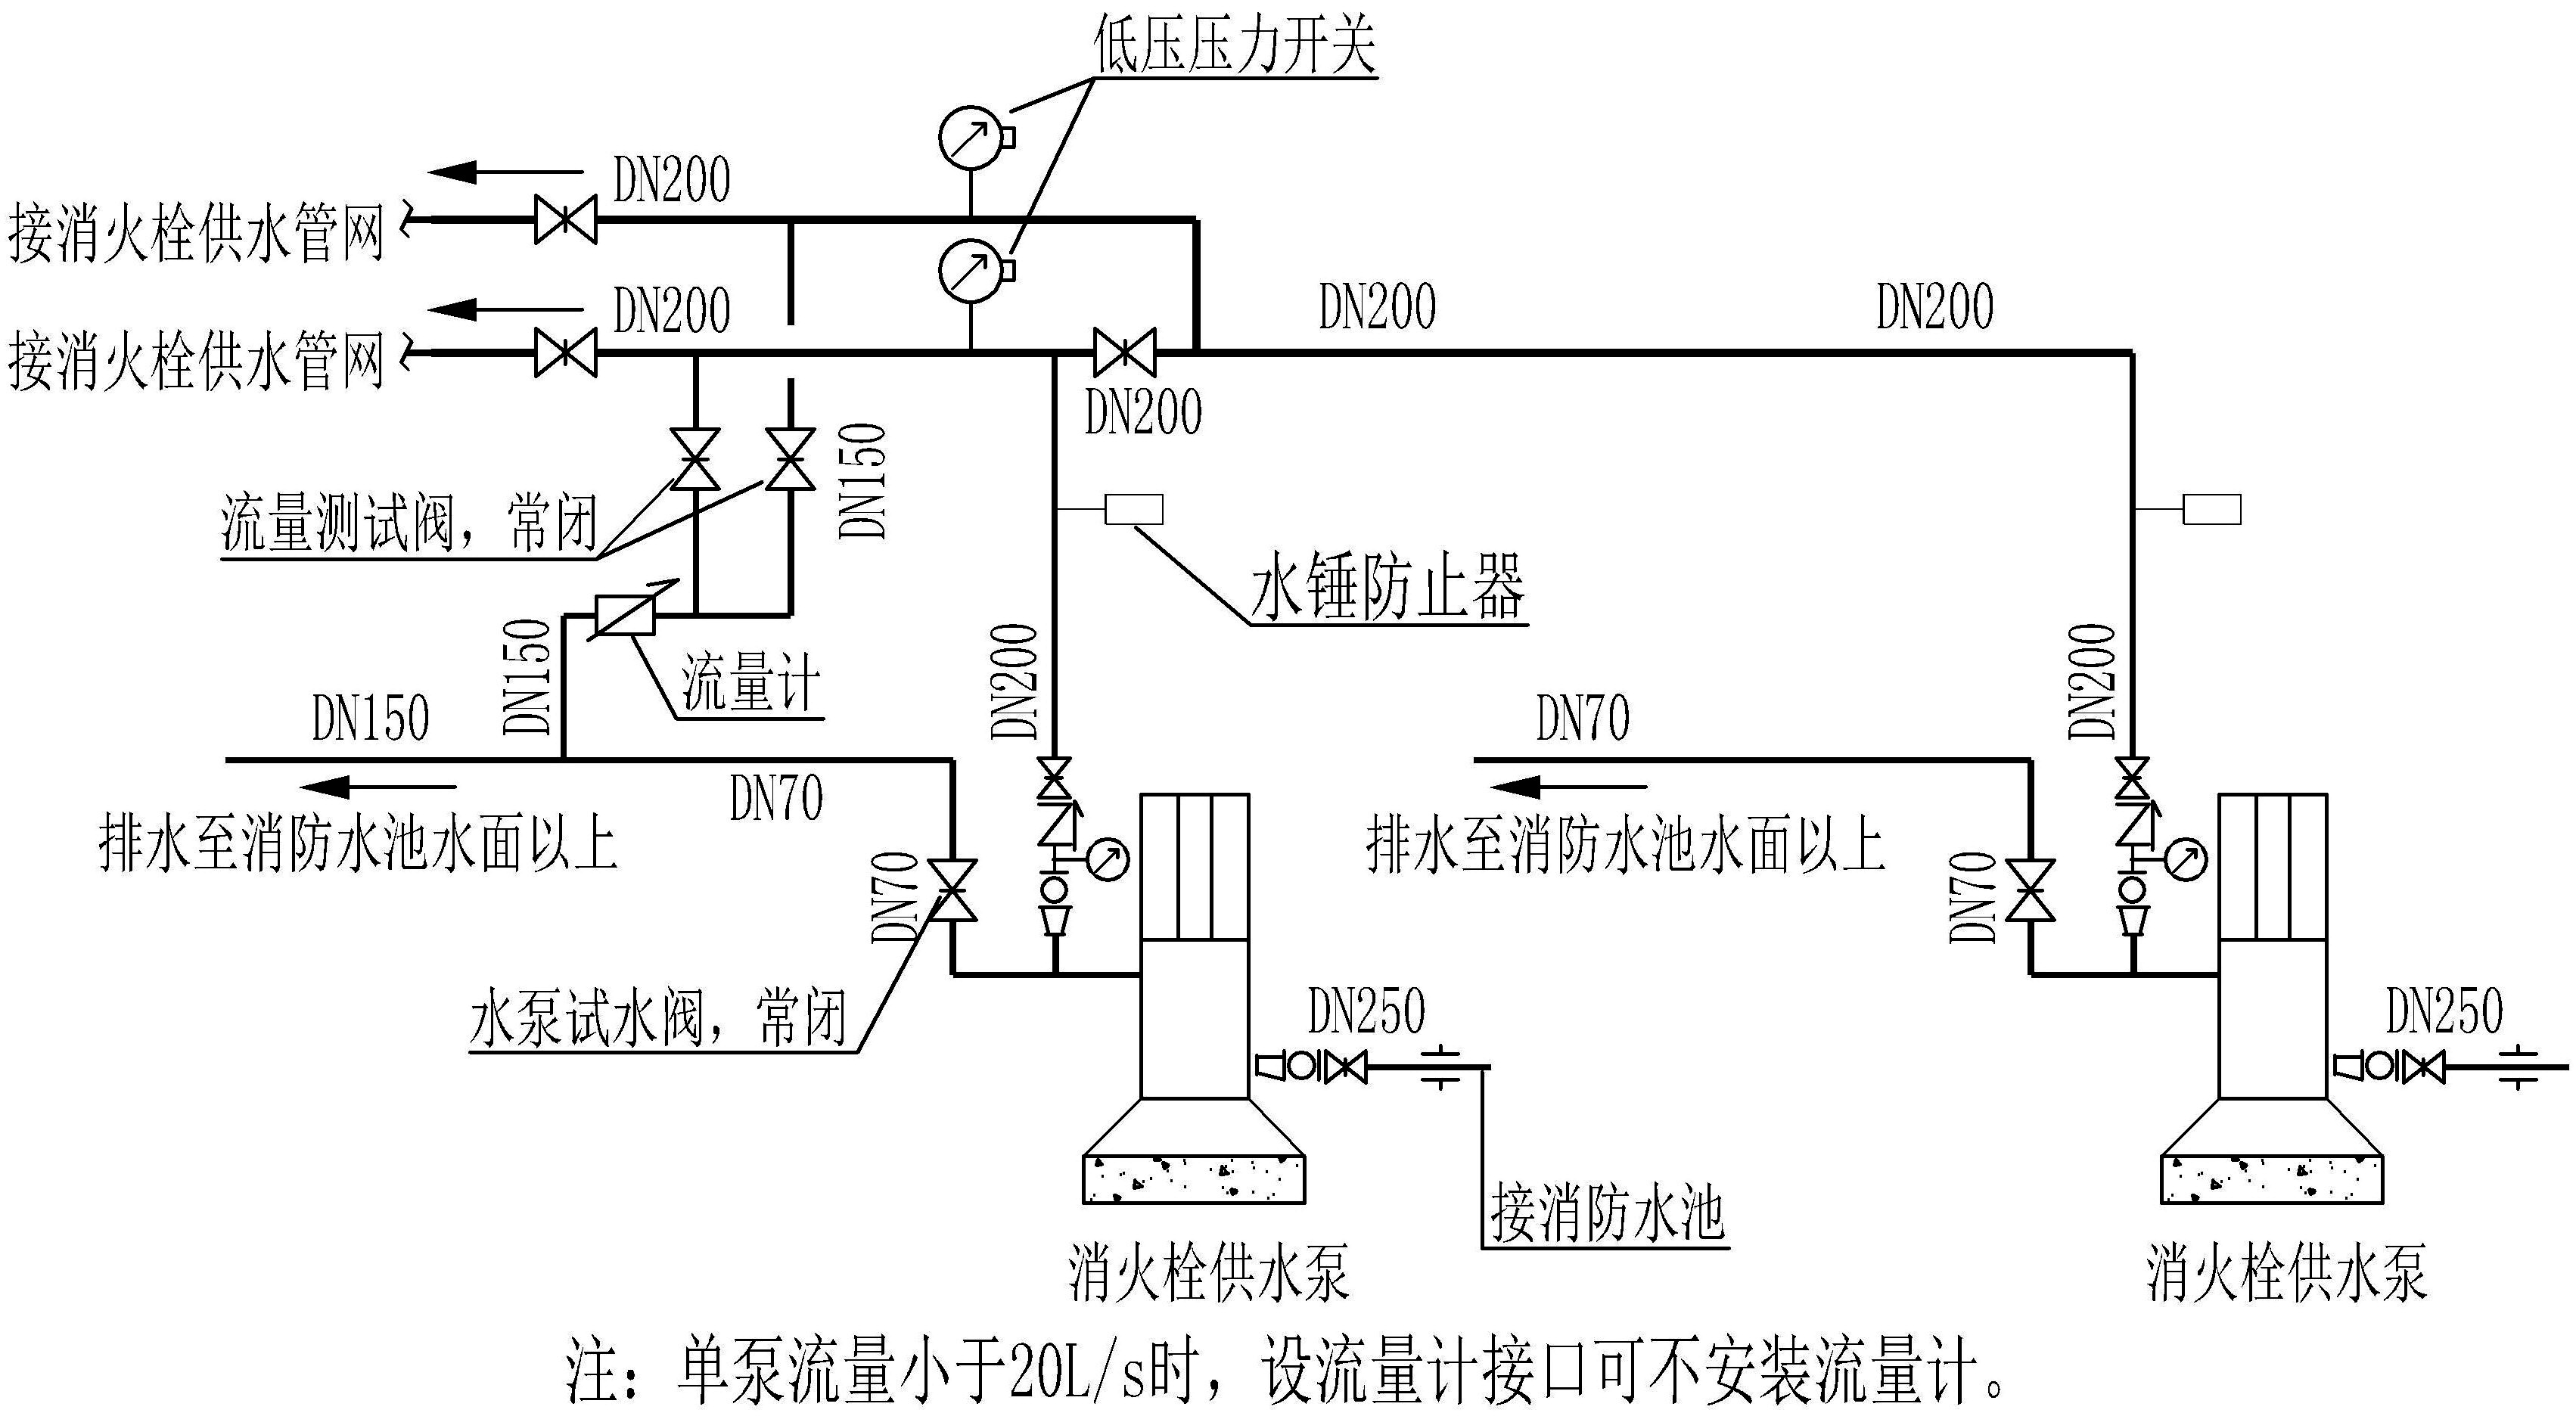 低压压力开关
DN200
接消火栓供水管网
DN200
DN200
DN200
接消火栓供水管网
DN200
DN150
流量测试阀，常闭
水锤防止器
DN150
流量计
DN200
DN200
DN150
DN70
DN70
排水至消防水池水面以上
排水至消防水池水面以上
DN70
DN70
水泵试水阀，常闭
DN250
DN250
接消防水池
消火栓供水泵
消火栓供水泵
注：单泵流量小于20L/s时，设流量计接口可不安装流量计。